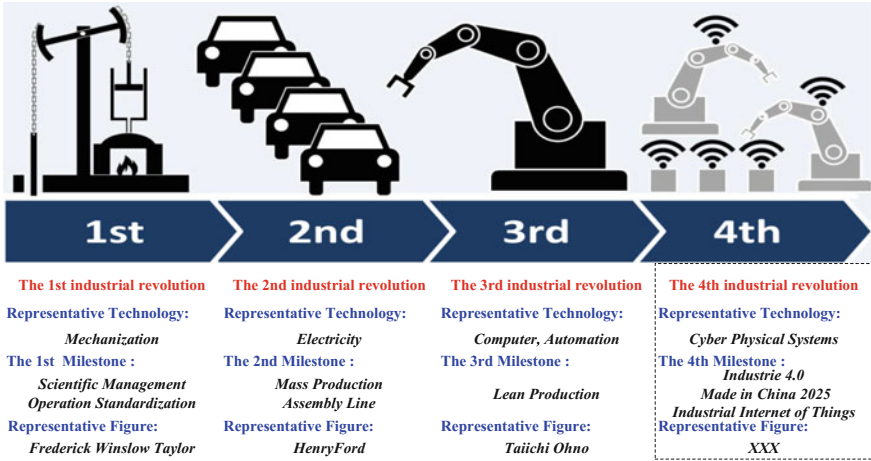 1st
2nd
3rd
4th
The 1st industrial revolution
Representative Technology:
Mechanization
The 1st Milestone :
Scientific Management
Operation Standardization
Representative Figure:
Frederick Winslow Taylor
The 2nd industrial revolution
Representative Technology:
Electricity
The 2nd Milestone :
Mass Production
Assembly Line
Representative Figure:
HenryFord
The 3rd industrial revolution
Representative Technology:
Computer, Automation
The 3rd Milestone :
Lean Production
Representative Figure:
Taiichi Ohno
The 4th industrial revolution
Representative Technology:
Cyber Physical Systems
The 4th Milestone :
Industrie 4.0
Made in China 2025
Industrial Internet of Things
Representative Figure:
XXX